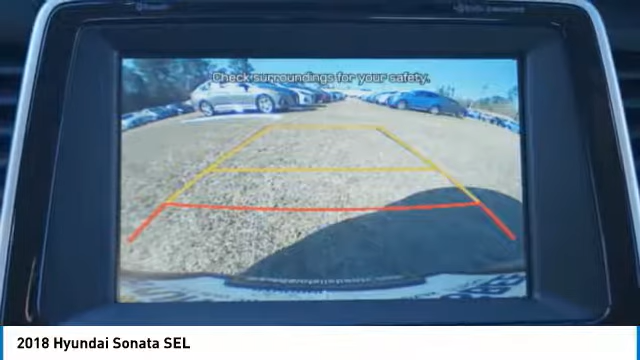 Check surroundings for your safety.
2018 Hyundai Sonata SEL